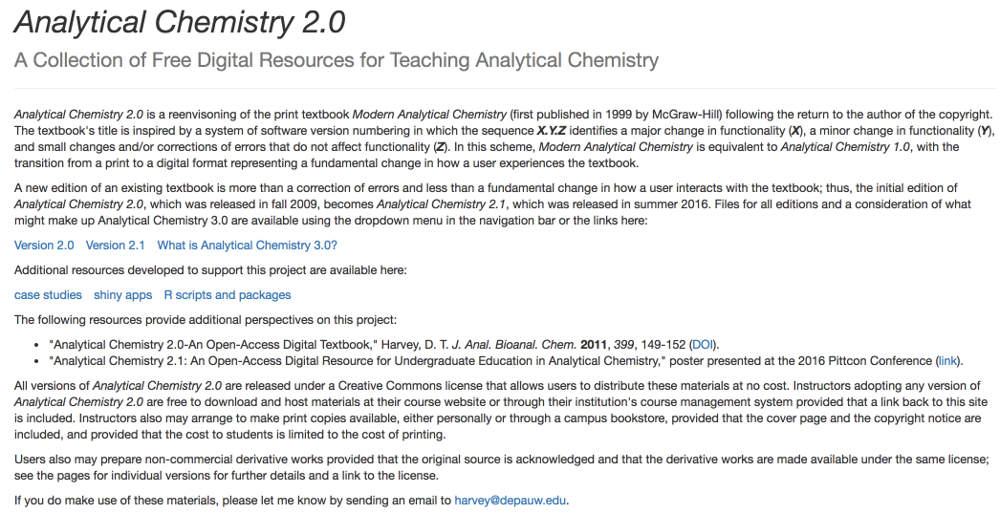 Analytical Chemistry 2.0
A Collection of Free Digital Resources for Teaching Analytical Chemistry
Analytical Chemistry 2.0 is a reenvisoning of the print textbook Modern Analytical Chemistry (first published in 1999 by McGraw-Hill) following the return to the author of the copyright.
The textbook's title is inspired by a system of software version numbering in which the sequence X.Y.Z identifies a major change in functionality (X), a minor change in functionality (Y),
and small changes and/or corrections of errors that do not affect functionality (Z). In this scheme, Modern Analytical Chemistry is equivalent to Analytical Chemistry 1.0, with the
transition from a print to a digital format representing a fundamental change in how a user experiences the textbook.
A new edition of an existing textbook is more than a correction of errors and less than a fundamental change in how a user interacts with the textbook; thus, the initial edition of
Analytical Chemistry 2.0, which was released in fall 2009, becomes Analytical Chemistry 2.1, which was released in summer 2016. Files for all editions and a consideration of what
might make up Analytical Chemistry 3.0 are available using the dropdown menu in the navigation bar or the links here:
Version 2.0 Version 2.1 What is Analytical Chemistry 3.0?
Additional resources developed to support this project are available here:
case studies shiny apps R scripts and packages
The following resources provide additional perspectives on this project:
• "Analytical Chemistry 2.0-An Open-Access Digital Textbook," Harvey, D. T. J. Anal. Bioanal. Chem. 2011, 399, 149-152 (DOI).
• "Analytical Chemistry 2.1: An Open-Access Digital Resource for Undergraduate Education in Analytical Chemistry," poster presented at the 2016 Pittcon Conference (link).
All versions of Analytical Chemistry 2.0 are released under a Creative Commons license that allows users to distribute these materials at no cost. Instructors adopting any version of
Analytical Chemistry 2.0 are free to download and host materials at their course website or through their institution's course management system provided that a link back to this site
is included. Instructors also may arrange to make print copies available, either personally or through a campus bookstore, provided that the cover page and the copyright notice are
included, and provided that the cost to students is limited to the cost of printing.
Users also may prepare non-commercial derivative works provided that the original source is acknowledged and that the derivative works are made available under the same license;
see the pages for individual versions for further details and a link to the license.
If you do make use of these materials, please let me know by sending an email to harvey@depauw.edu.